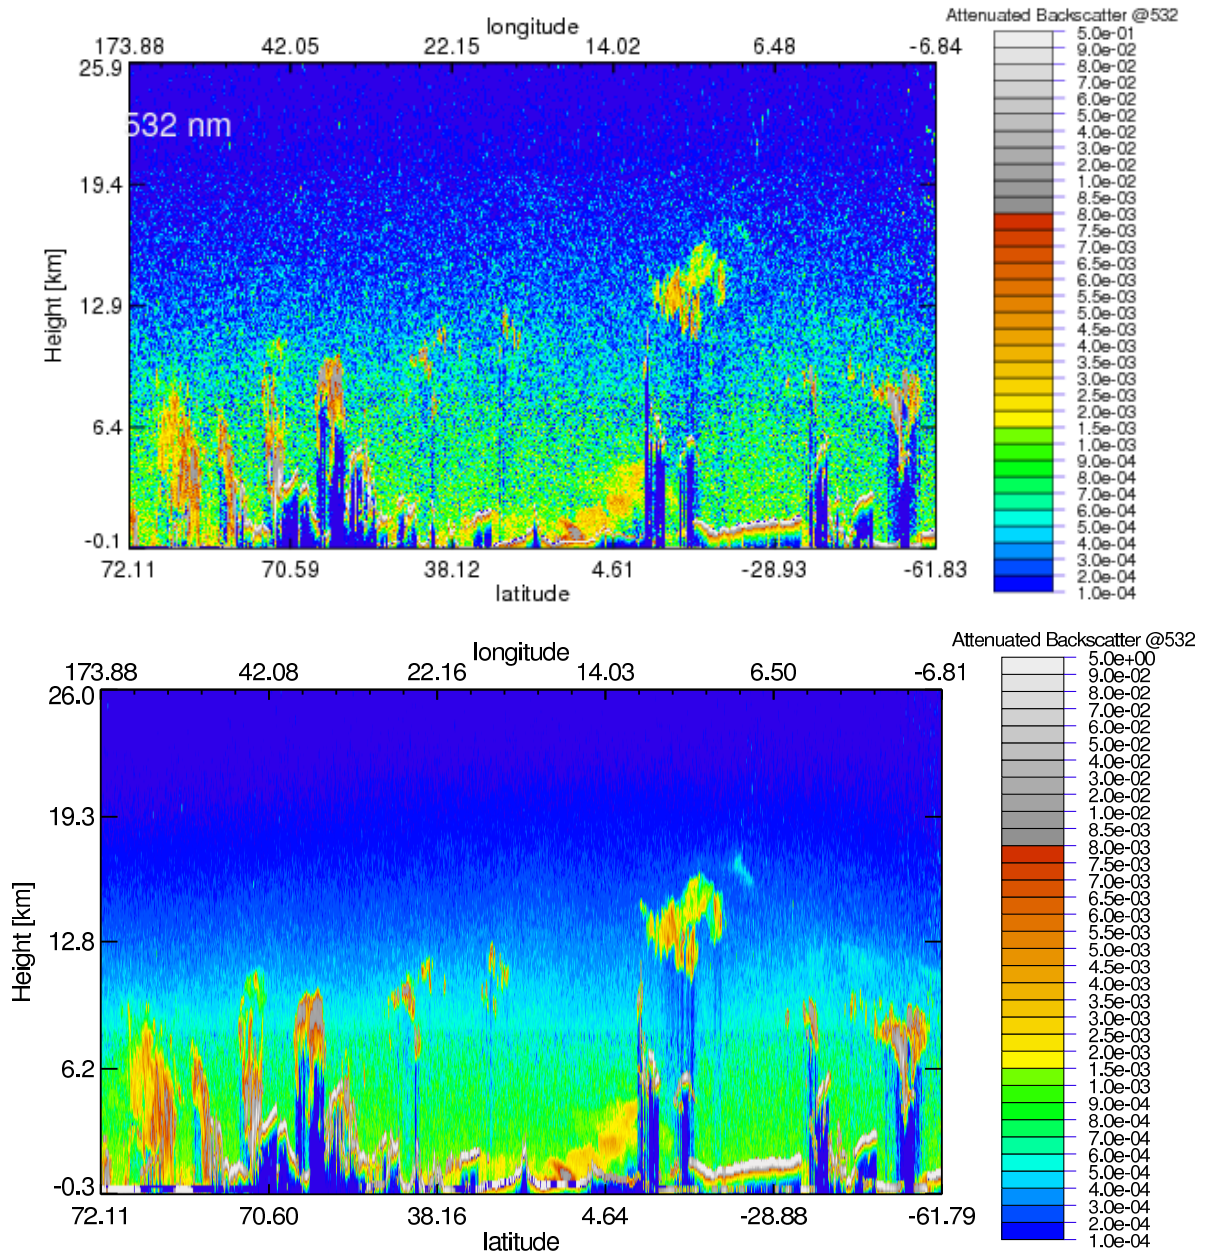 longitude
173.88 42.05 22.15 14.02 6.48 -6.84
Attenuated Backscatter @532
25.9
532 nm
19.4
Height [km]
12.9
6.4
-0.1
72.11 70.59 38.12 4.61 -28.93 -61.83
latitude
5.0e-01
9.0e-02
8.0e-02
7.0e-02
6.0e-02
5.0e-02
4.0e-02
3.0e-02
2.0e-02
1.0e-02
8.5e-03
8.0e-03
7.5e-03
7.0e-03
6.5e-03
6.0e-03
5.5e-03
5.0e-03
4.5e-03
4.0e-03
3.5e-03
3.0e-03
2.5e-03
2.0e-03
1.5e-03
1.0e-03
9.0e-04
8.0e-04
7.0e-04
6.0e-04
5.0e-04
4.0e-04
3.0e-04
2.0e-04
1.0e-04
longitude
173.88 42.08 22.16 14.03 6.50 -6.81
Attenuated Backscatter @532
26.0
19.3
Height [km]
12.8
6.2
-0.3
72.11 70.60 38.16 4.64 -28.88 -61.79
latitude
5.0e+00
9.0e-02
8.0e-02
7.0e-02
6.0e-02
5.0e-02
4.0e-02
3.0e-02
2.0e-02
1.0e-02
8.5e-03
8.0e-03
7.5e-03
7.0e-03
6.5e-03
6.0e-03
5.5e-03
5.0e-03
4.5e-03
4.0e-03
3.5e-03
3.0e-03
2.5e-03
2.0e-03
1.5e-03
1.0e-03
9.0e-04
8.0e-04
7.0e-04
6.0e-04
5.0e-04
4.0e-04
3.0e-04
2.0e-04
1.0e-04